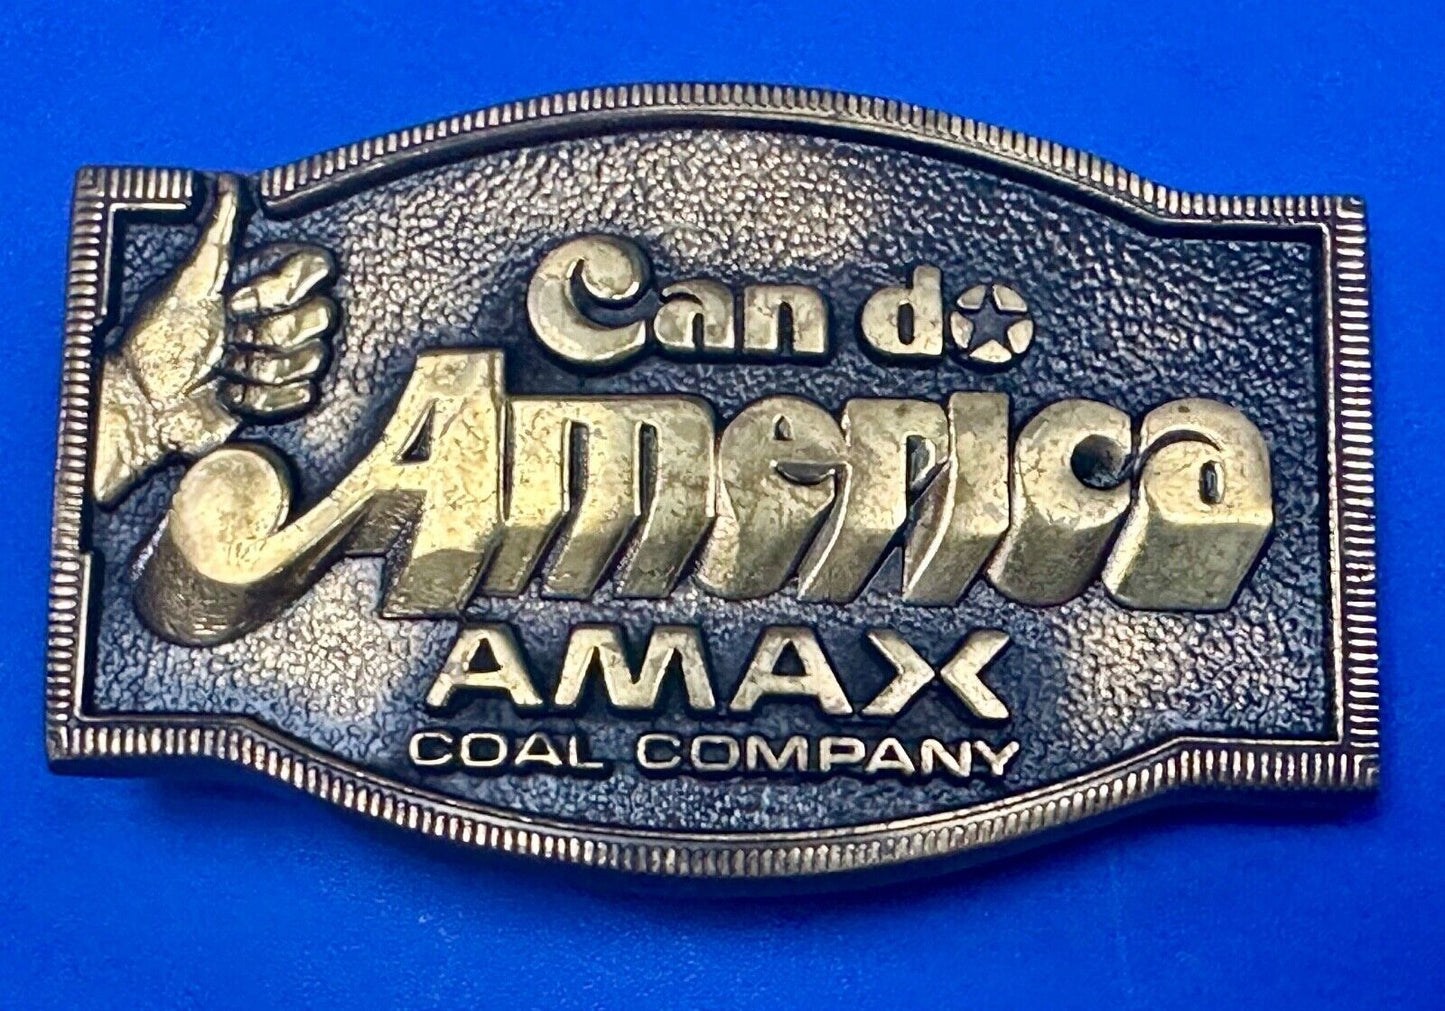 Can do
America
AMAX
COAL COMPANY